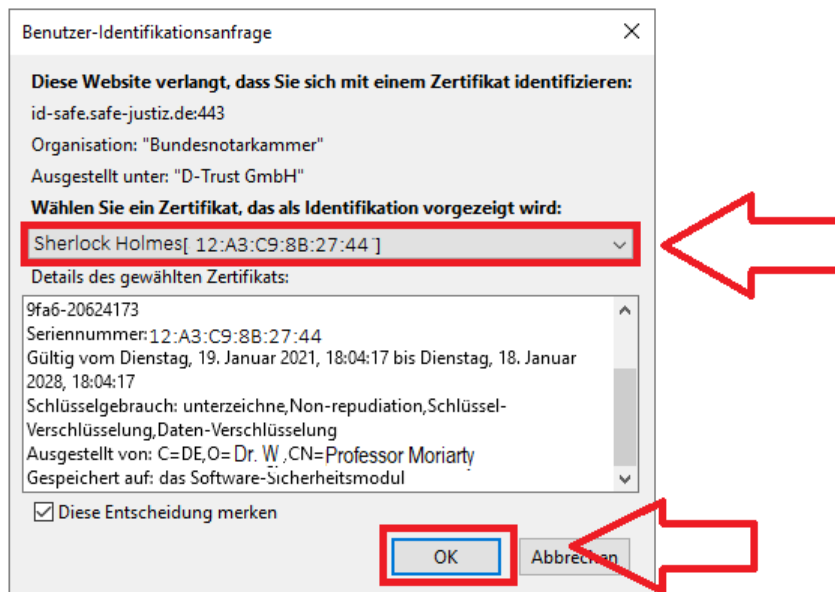 Benutzer-Identifikationsanfrage
Diese Website verlangt, dass Sie sich mit einem Zertifikat identifizieren:
id-safe.safe-justiz.de:443
Organisation: "Bundesnotarkammer"
Ausgestellt unter: "D-Trust GmbH"
Wählen Sie ein Zertifikat, das als Identifikation vorgezeigt wird:
Sherlock Holmes[ 12:A3:C9:8B:27:44 ]
Details des gewählten Zertifikats:
9fa6-20624173
Seriennummer:12:A3:C9:8B:27:44
Gültig vom Dienstag, 19. Januar 2021, 18:04:17 bis Dienstag, 18. Januar
2028, 18:04:17
Schlüsselgebrauch: unterzeichne,Non-repudiation,Schlüssel-
Verschlüsselung,Daten-Verschlüsselung
Ausgestellt von: C=DE,O=Dr. W ,CN=Professor Moriarty
Gespeichert auf: das Software-Sicherheitsmodul
Diese Entscheidung merken
OK
Abbrechen